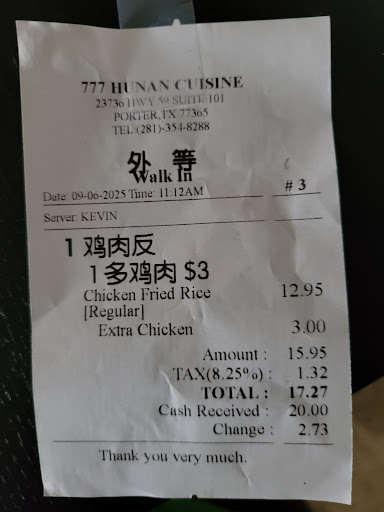 777 HUNAN CUISINE
23736 HWY 59 SUITE 101
PORTER,TX 77365
TEL:(281)-354-8288
外 等
Walk In
Date: 09-06-2025 Time: 11:12AM # 3
Server: KEVIN
1 鸡肉反
1多鸡肉 $3
Chicken Fried Rice 12.95
[Regular]
Extra Chicken 3.00
Amount : 15.95
TAX(8.25%) : 1.32
TOTAL : 17.27
Cash Received : 20.00
Change : 2.73
Thank you very much.